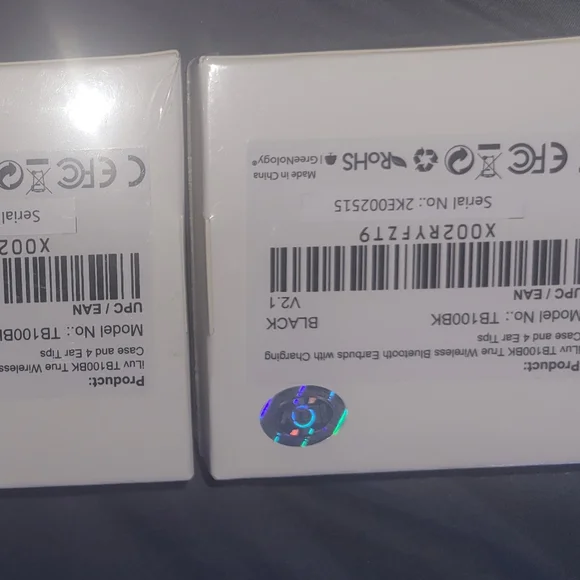 Product:
iLuv TB100BK True Wireless Bluetooth Earbuds with Charging
Case and 4 Ear Tips
Model No.: TB100BK BLACK
UPC / EAN V2.1
X002RYFZT9
Serial No.: 2KE002515
CE FC RoHS | GreeNology®
Made in China
Product:
iLuv TB100BK True Wireless
Case and 4 Ear Tips
Model No.: TB100BK
UPC / EAN
X002
Serial
FC CE